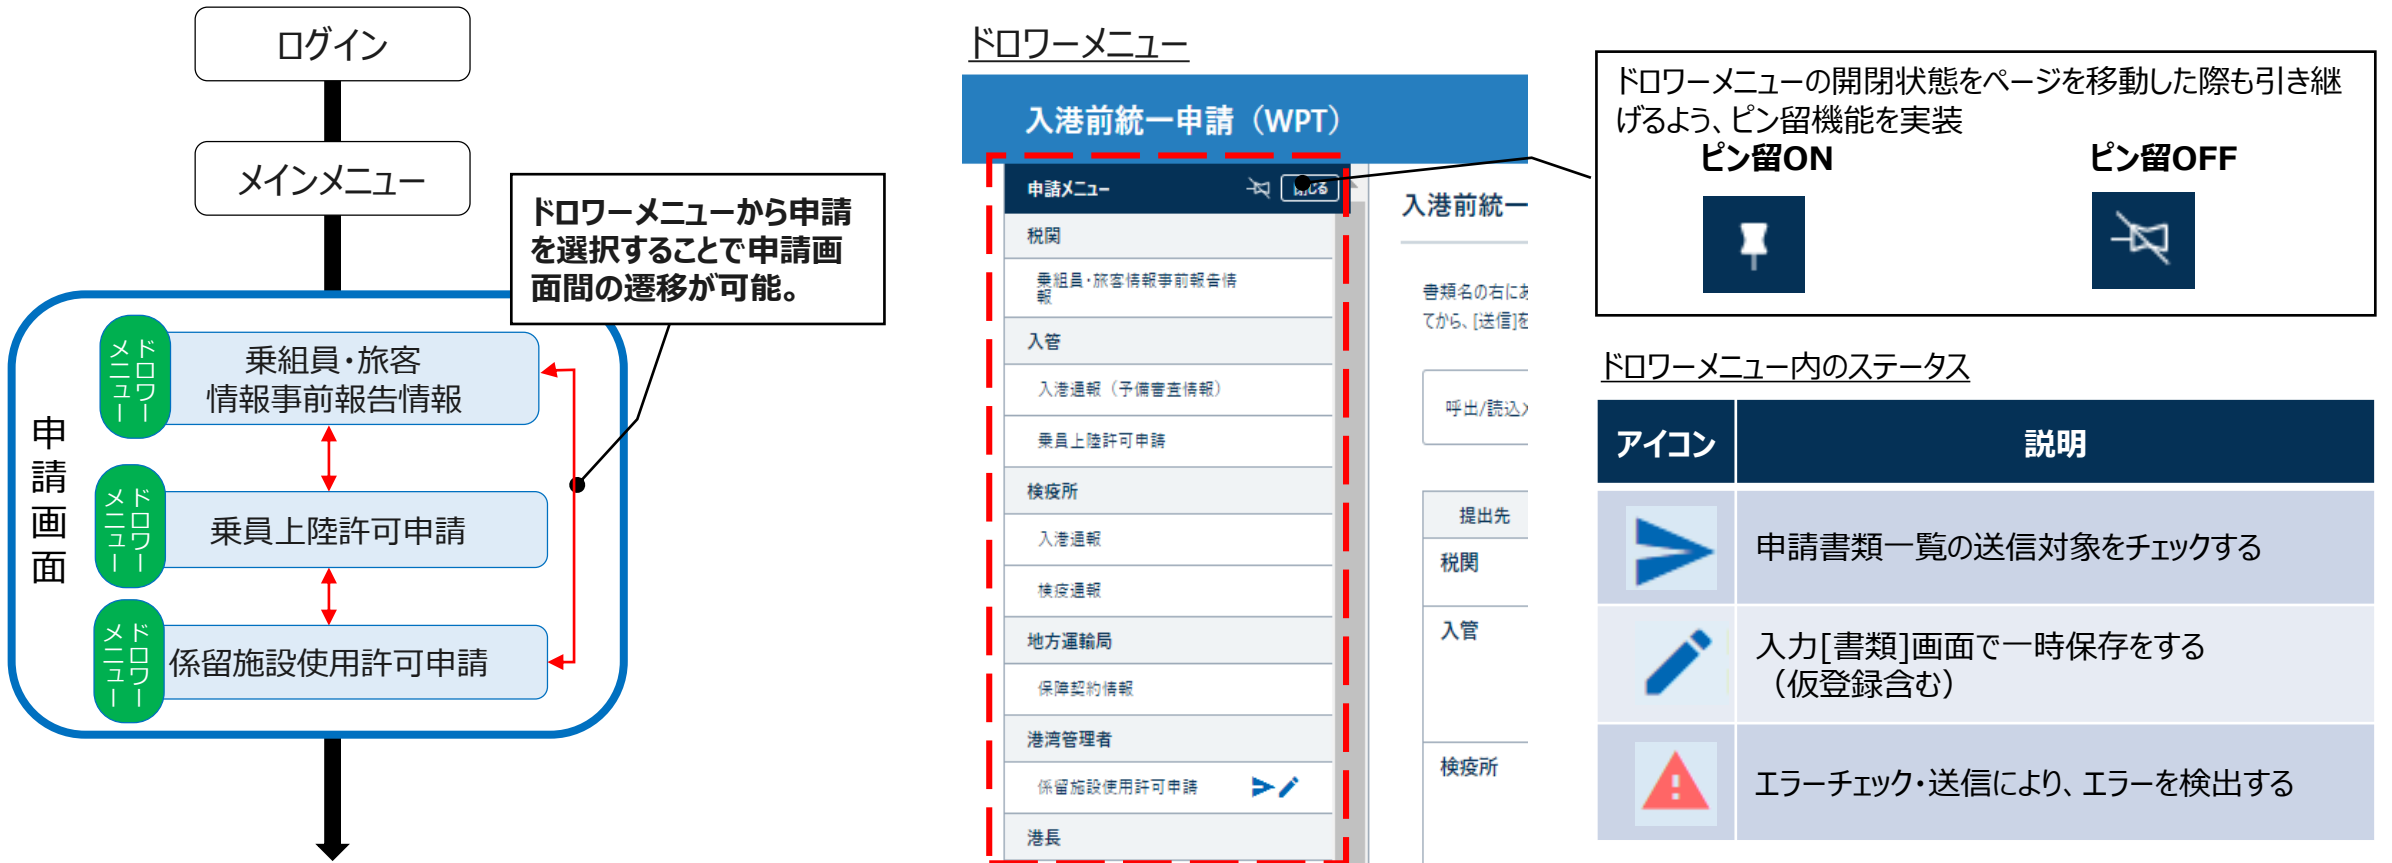 ログイン
メインメニュー
ドロワーメニューから申請
を選択することで申請画
面間の遷移が可能。
申請画面
ドロワー
メニュー
乗組員・旅客
情報事前報告情報
ドロワー
メニュー
乗員上陸許可申請
ドロワー
メニュー
係留施設使用許可申請
ドロワーメニュー
入港前統一申請（WPT）
申請メニュー
閉じる
税関
乗組員・旅客情報事前報告情
報
入管
入港通報（予備審査情報）
乗員上陸許可申請
検疫所
入港通報
検疫通報
地方運輸局
保障契約情報
港湾管理者
係留施設使用許可申請
港長
入港前統一
書類名の右にあ
てから、[送信]を
呼出/読込メ
提出先
税関
入管
検疫所
ドロワーメニューの開閉状態をページを移動した際も引き継
げるよう、ピン留機能を実装
ピン留ON
ピン留OFF
ドロワーメニュー内のステータス
アイコン
説明
申請書類一覧の送信対象をチェックする
入力[書類]画面で一時保存をする
（仮登録含む）
エラーチェック・送信により、エラーを検出する